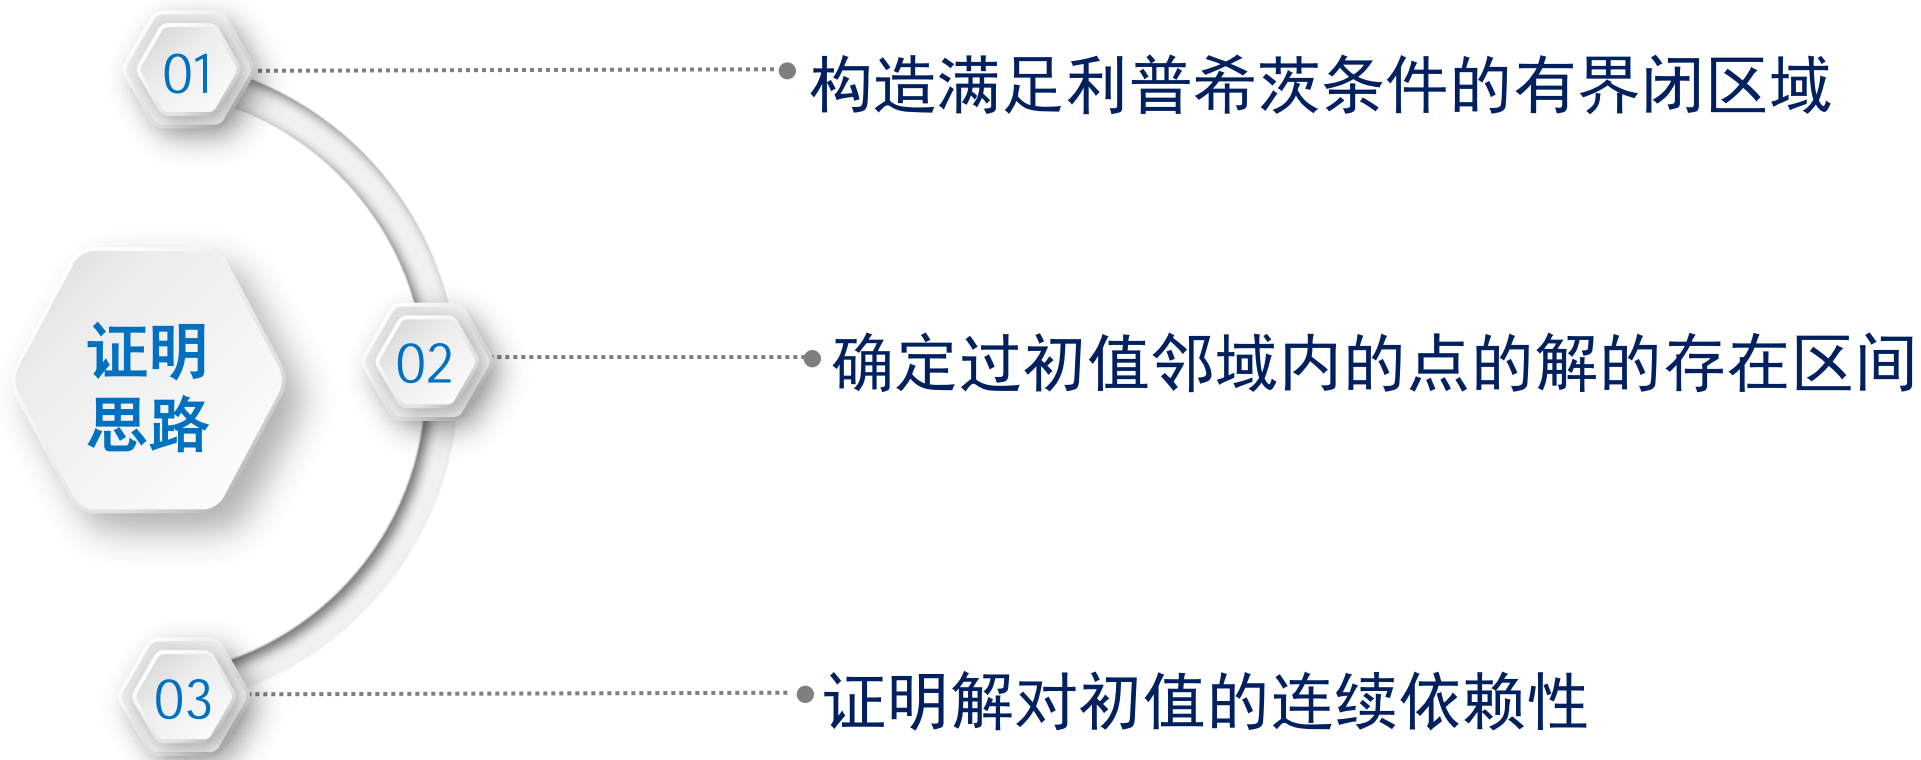 01
构造满足利普希茨条件的有界闭区域
证明
思路
02
确定过初值邻域内的点的解的存在区间
03
证明解对初值的连续依赖性